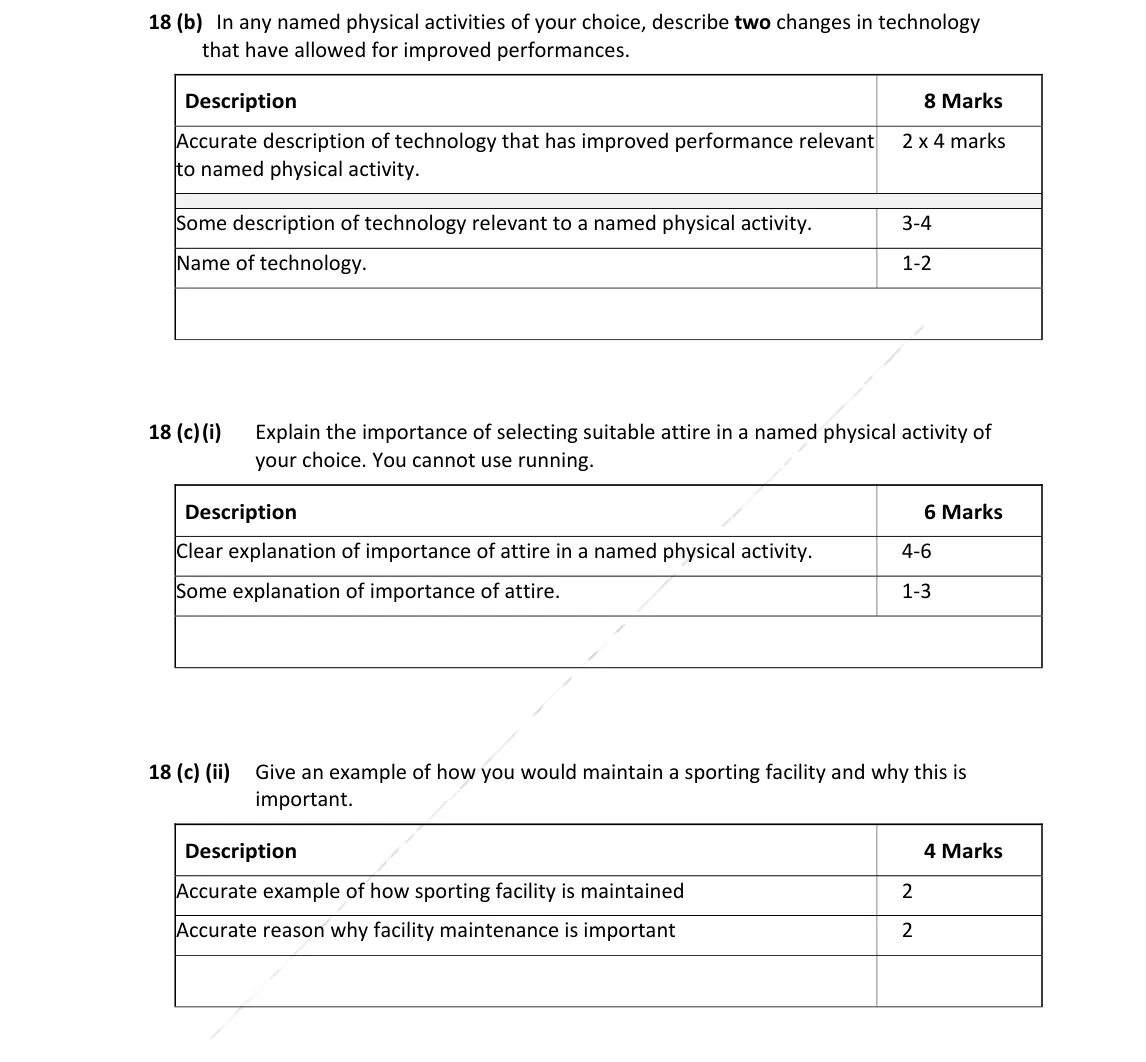 18 (b) In any named physical activities of your choice, describe two changes in technology
that have allowed for improved performances.
Description 8 Marks
Accurate description of technology that has improved performance relevant 2 x 4 marks
to named physical activity.
Some description of technology relevant to a named physical activity. 3-4
Name of technology. 1-2
18 (c)(i) Explain the importance of selecting suitable attire in a named physical activity of
your choice. You cannot use running.
Description 6 Marks
Clear explanation of importance of attire in a named physical activity. 4-6
Some explanation of importance of attire. 1-3
18 (c) (ii) Give an example of how you would maintain a sporting facility and why this is
important.
Description 4 Marks
Accurate example of how sporting facility is maintained 2
Accurate reason why facility maintenance is important 2